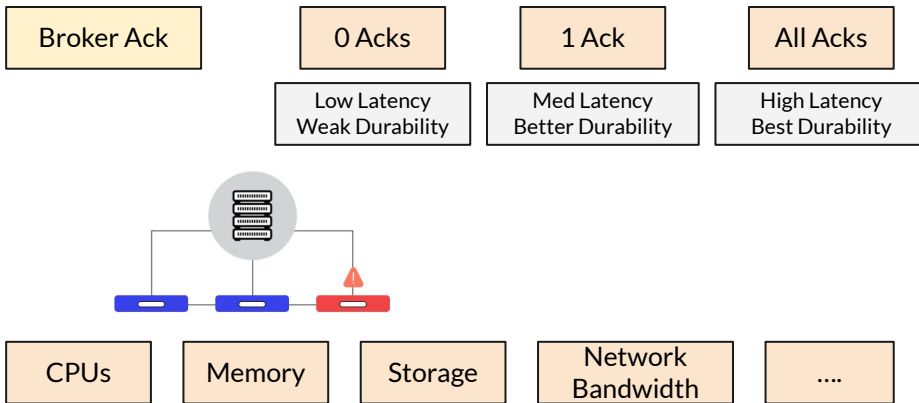 Broker Ack
0 Acks
1 Ack
All Acks
Low Latency
Weak Durability
Med Latency
Better Durability
High Latency
Best Durability
CPUs
Memory
Storage
Network
Bandwidth
....